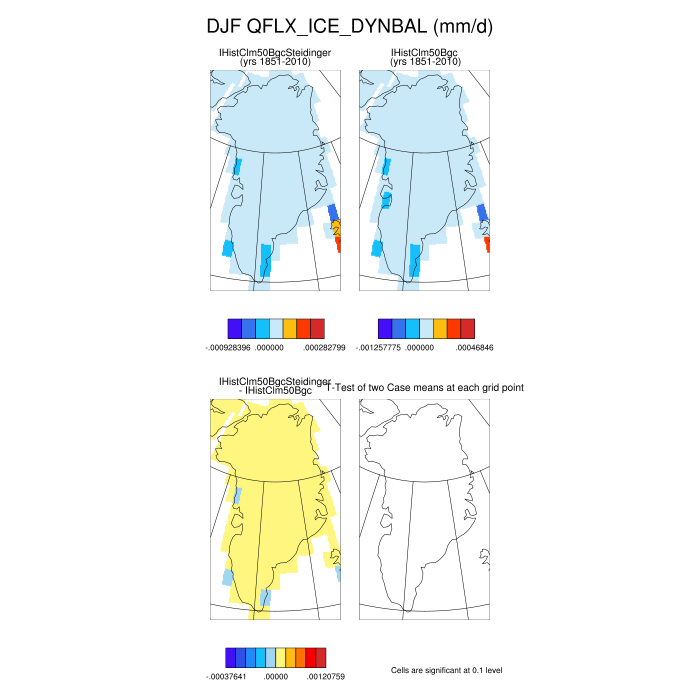 DJF QFLX_ICE_DYNBAL (mm/d)
IHistClm50BgcSteidinger
(yrs 1851-2010)
IHistClm50Bgc
(yrs 1851-2010)
-.000928396 .000000 .000282799
-.001257775 .000000 .00046846
IHistClm50BgcSteidinger
- IHistClm50Bgc
T-Test of two Case means at each grid point
-.00037641 .00000 .00120759
Cells are significant at 0.1 level